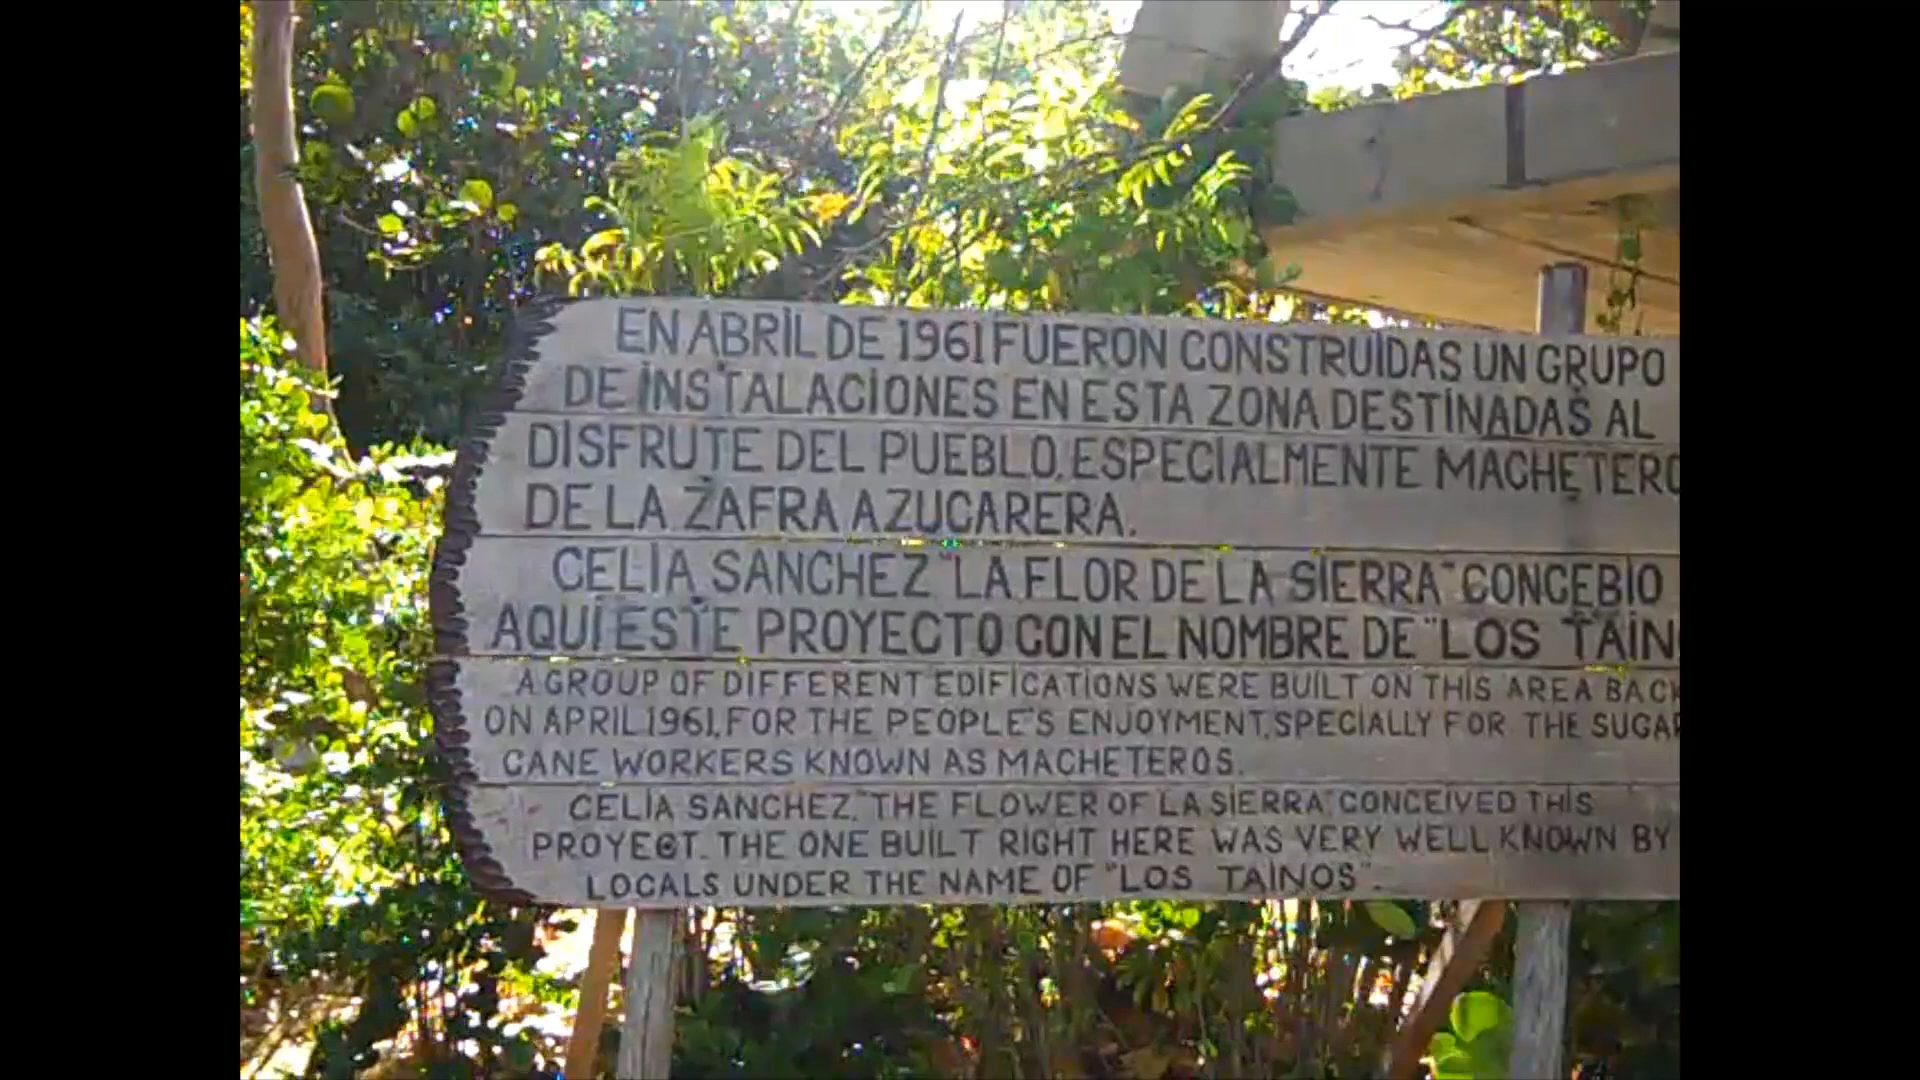 EN ABRIL DE 1961 FUERON CONSTRUIDAS UN GRUPO
DE INSTALACIONES EN ESTA ZONA DESTINADAS AL
DISFRUTE DEL PUEBLO, ESPECIALMENTE MACHETERO
DE LA ZAFRA AZUCARERA.
CELIA SANCHEZ "LA FLOR DE LA SIERRA" CONCEBIO
AQUI ESTE PROYECTO CON EL NOMBRE DE "LOS TAIN
A GROUP OF DIFFERENT EDIFICATIONS WERE BUILT ON THIS AREA BACK
ON APRIL 1961, FOR THE PEOPLE'S ENJOYMENT, SPECIALLY FOR THE SUGAR
CANE WORKERS KNOWN AS MACHETEROS.
CELIA SANCHEZ, "THE FLOWER OF LA SIERRA" CONCEIVED THIS
PROYECT. THE ONE BUILT RIGHT HERE WAS VERY WELL KNOWN BY
LOCALS UNDER THE NAME OF "LOS TAINOS".